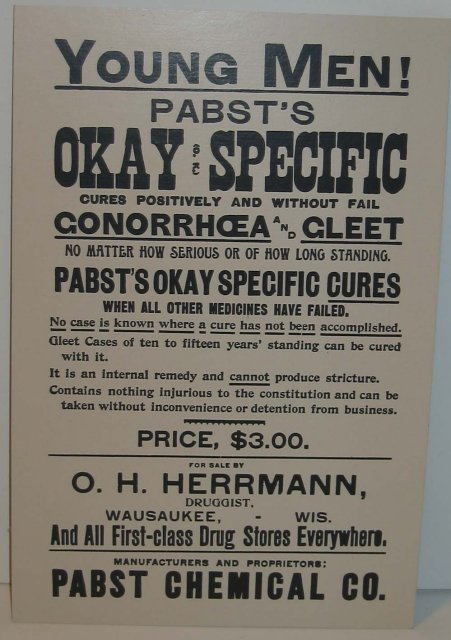 YOUNG MEN!
PABST'S
OKAY SPECIFIC
CURES POSITIVELY AND WITHOUT FAIL
GONORRHŒA AND GLEET
NO MATTER HOW SERIOUS OR OF HOW LONG STANDING.
PABST'S OKAY SPECIFIC CURES
WHEN ALL OTHER MEDICINES HAVE FAILED.
No case is known where a cure has not been accomplished.
Gleet Cases of ten to fifteen years' standing can be cured
with it.
It is an internal remedy and cannot produce stricture.
Contains nothing injurious to the constitution and can be
taken without inconvenience or detention from business.
PRICE, $3.00.
FOR SALE BY
O. H. HERRMANN,
DRUGGIST,
WAUSAUKEE, - WIS.
And All First-class Drug Stores Everywhere.
MANUFACTURERS AND PROPRIETORS:
PABST CHEMICAL CO.